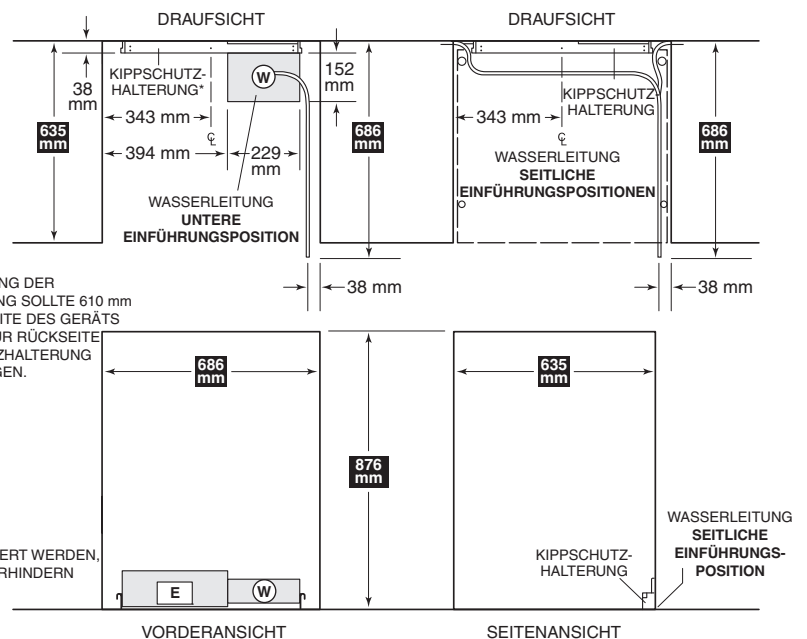 DRAUFSICHT
DRAUFSICHT
KIPPSCHUTZ-
HALTERUNG*
W
152
mm
38
mm
635
mm
343 mm
394 mm
229
mm
686
mm
WASSERLEITUNG
UNTERE
EINFÜHRUNGSPOSITION
38 mm
KIPPSCHUTZ-
HALTERUNG
343 mm
686
mm
WASSERLEITUNG
SEITLICHE
EINFÜHRUNGSPOSITIONEN
38 mm
DER
SOLLTE 610 mm
DES GERÄTS
RÜCKSEITE
686
mm
876
mm
635
mm
WERDEN,
E
W
KIPPSCHUTZ-
HALTERUNG
WASSERLEITUNG
SEITLICHE
EINFÜHRUNGS-
POSITION
VORDERANSICHT
SEITENANSICHT